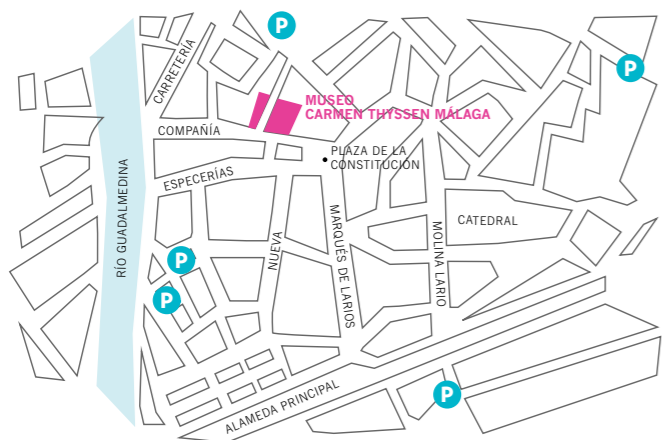 P
P
CARRETERÍA
MUSEO
CARMEN THYSSEN MÁLAGA
COMPAÑÍA
PLAZA DE LA
CONSTITUCIÓN
ESPECERÍAS
RÍO GUADALMEDINA
NUEVA
MARQUÉS DE LARIOS
MOLINA LARIO
CATEDRAL
P
P
ALAMEDA PRINCIPAL
P